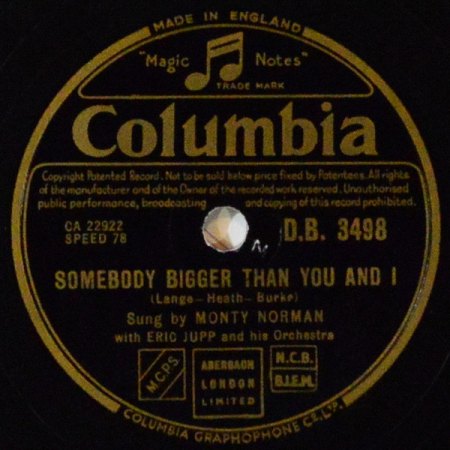 MADE IN ENGLAND
"Magic Notes"
TRADE MARK
Columbia
Copyright Patented Record. Not to be sold below price fixed by Patentees. All rights
of the manufacturer and of the Owner of the recorded work reserved. Unauthorised
public performance, broadcasting and copying of this record prohibited.
CA 22922
SPEED 78
D.B. 3498
SOMEBODY BIGGER THAN YOU AND I
(Lange – Heath – Burke)
Sung by MONTY NORMAN
with ERIC JUPP and his Orchestra
M.C.P.S.
ABERBACH
LONDON
LIMITED
N.C.B.
B.I.E.M.
COLUMBIA GRAPHOPHONE Co., LTD.